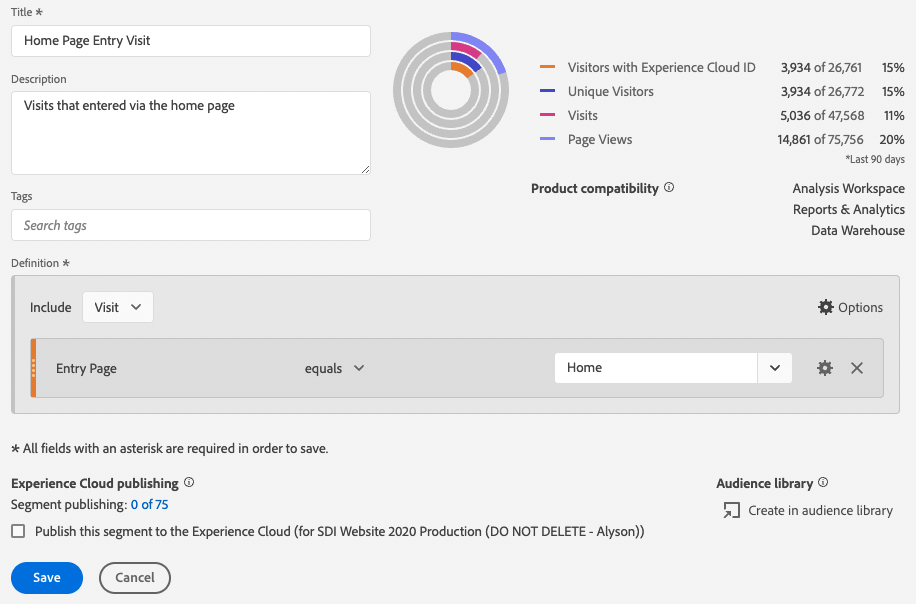 Title *
Home Page Entry Visit
Description
Visits that entered via the home page
Tags
Search tags
Visitors with Experience Cloud ID 3,934 of 26,761 15%
Unique Visitors 3,934 of 26,772 15%
Visits 5,036 of 47,568 11%
Page Views 14,861 of 75,756 20%
*Last 90 days
Product compatibility
Analysis Workspace
Reports & Analytics
Data Warehouse
Definition *
Include Visit Options
Entry Page equals Home
* All fields with an asterisk are required in order to save.
Experience Cloud publishing
Segment publishing: 0 of 75
Publish this segment to the Experience Cloud (for SDI Website 2020 Production (DO NOT DELETE - Alyson))
Audience library
Create in audience library
Save Cancel